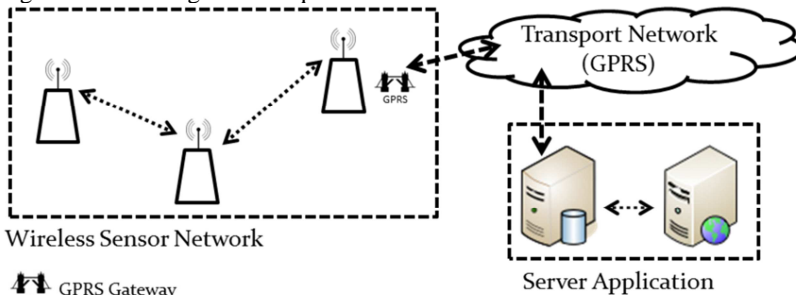 Transport Network
(GPRS)
GPRS
Wireless Sensor Network
GPRS Gateway
Server Application